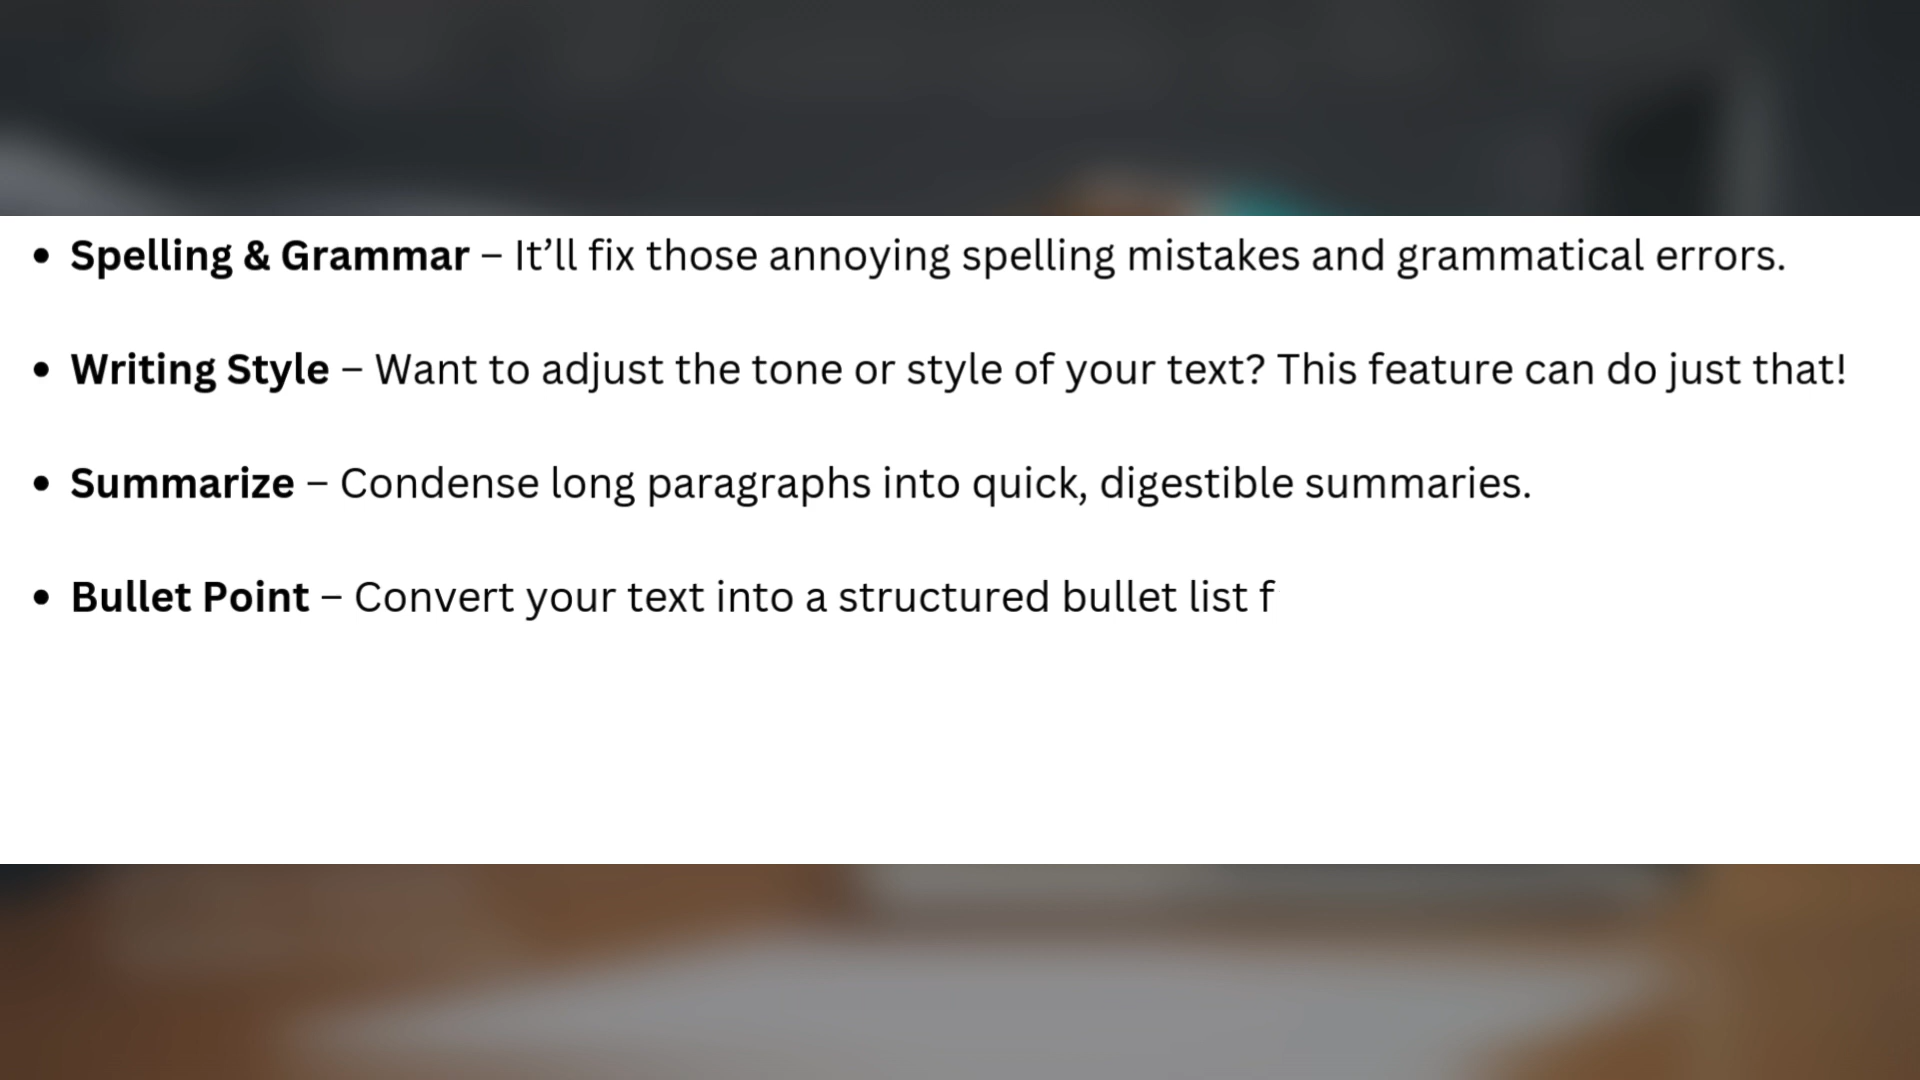 • Spelling & Grammar – It’ll fix those annoying spelling mistakes and grammatical errors.
• Writing Style – Want to adjust the tone or style of your text? This feature can do just that!
• Summarize – Condense long paragraphs into quick, digestible summaries.
• Bullet Point – Convert your text into a structured bullet list f